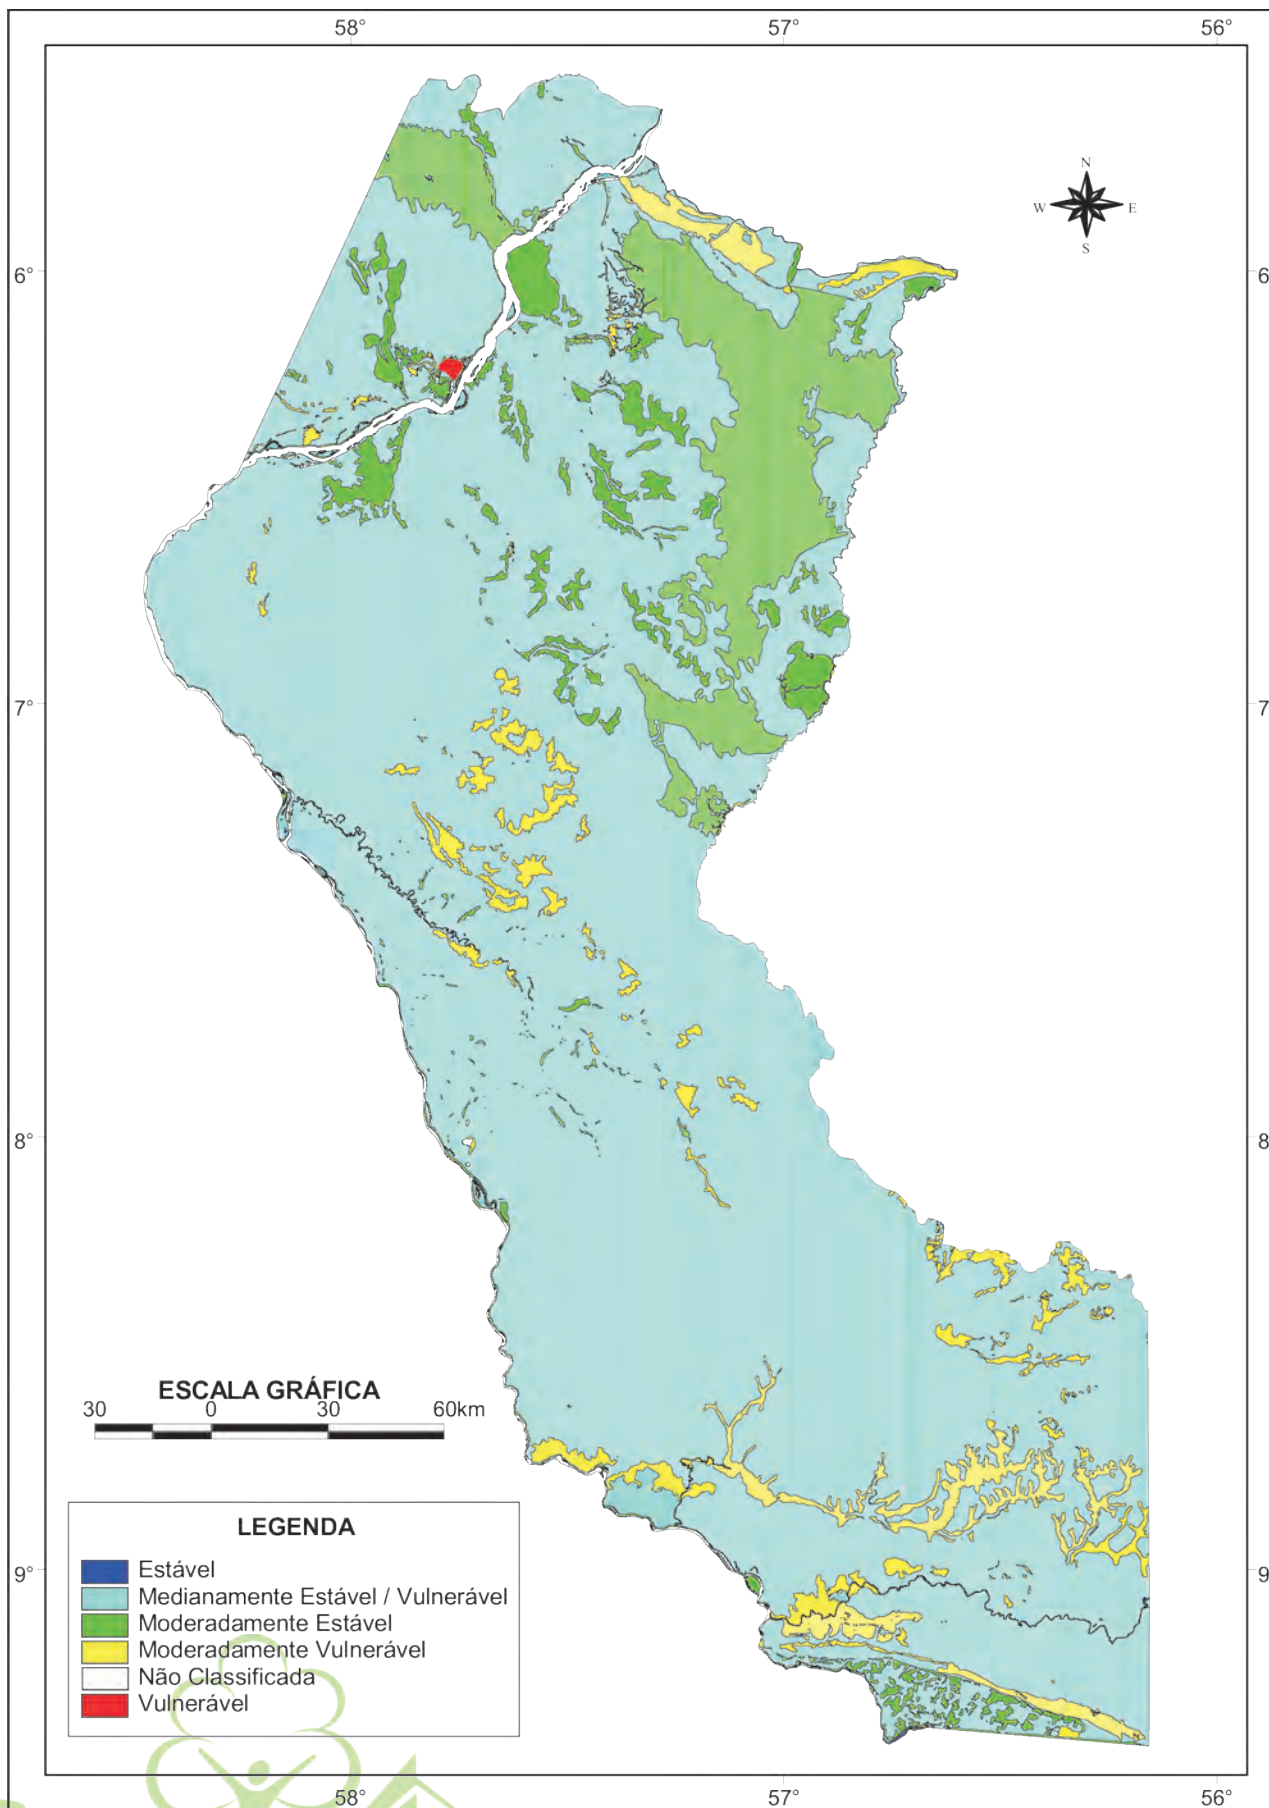 58° 57° 56°
N
W E
S
6° 6
7° 7
8° 8
ESCALA GRÁFICA
30 0 30 60km
LEGENDA
Estável
9° 9
Medianamente Estável / Vulnerável
Moderadamente Estável
Moderadamente Vulnerável
Não Classificada
Vulnerável
58° 57° 56°